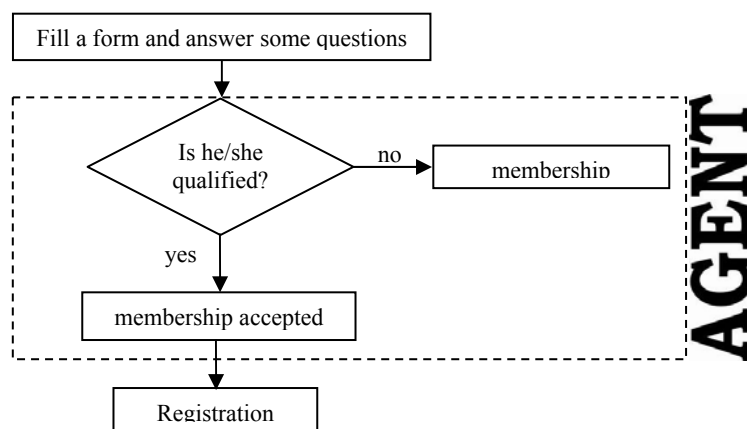 Fill a form and answer some questions
Is he/she
qualified?
no
membership
yes
membership accepted
Registration
AGENT